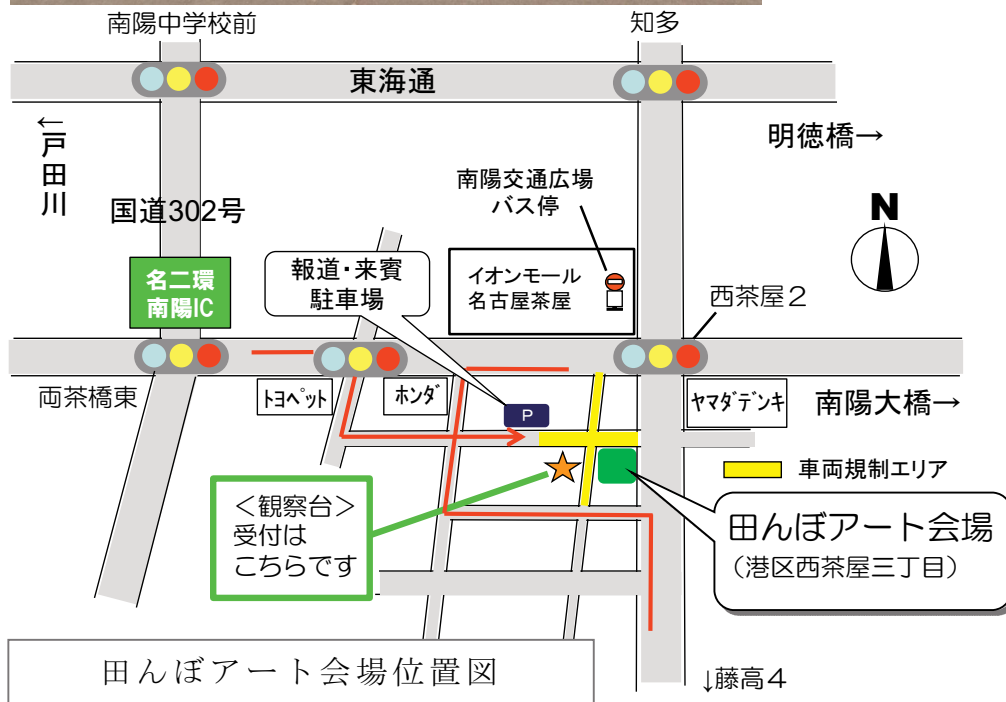 南陽中学校前
知多
東海通
←戸田川
明徳橋→
国道302号
南陽交通広場
バス停
N
報道・来賓
駐車場
イオンモール
名古屋茶屋
名二環
南陽IC
西茶屋2
両茶橋東
ﾄﾖﾍﾟｯﾄ
ﾎﾝﾀﾞ
P
ﾔﾏﾀﾞﾃﾞﾝｷ
南陽大橋→
車両規制エリア
＜観察台＞
受付は
こちらです
田んぼアート会場
（港区西茶屋三丁目）
田んぼアート会場位置図
↓藤高4